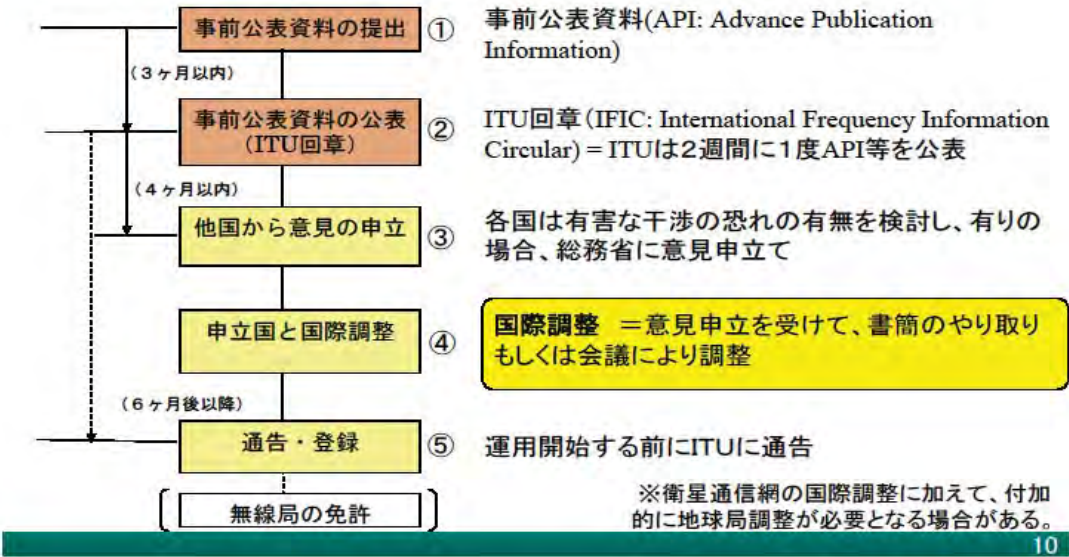 事前公表資料の提出
①
事前公表資料(API: Advance Publication
Information)
(3ヶ月以内)
事前公表資料の公表
(ITU回章)
②
ITU回章(IFIC: International Frequency Information
Circular) = ITUは2週間に1度API等を公表
(4ヶ月以内)
他国から意見の申立
③
各国は有害な干渉の恐れの有無を検討し、有りの
場合、総務省に意見申立て
申立国と国際調整
④
国際調整 =意見申立を受けて、書簡のやり取り
もしくは会議により調整
(6ヶ月後以降)
通告・登録
⑤
運用開始する前にITUに通告
無線局の免許
※衛星通信網の国際調整に加えて、付加
的に地球局調整が必要となる場合がある。
10